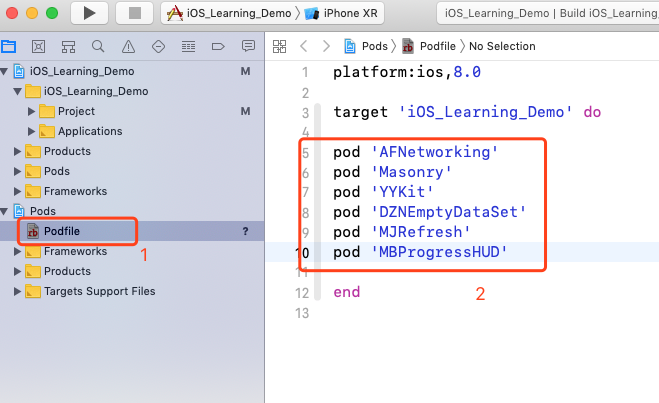 iOS_Learning_Demo iPhone XR iOS_Learning_Demo | Build iOS_Learning_
Pods Podfile No Selection
iOS_Learning_Demo M
iOS_Learning_Demo
Project M
Applications
Products
Pods
Frameworks
Pods
Podfile ?
1
Frameworks
Products
Targets Support Files
1 platform:ios,8.0
2
3 target 'iOS_Learning_Demo' do
4
5 pod 'AFNetworking'
6 pod 'Masonry'
7 pod 'YYKit'
8 pod 'DZNEmptyDataSet'
9 pod 'MJRefresh'
10 pod 'MBProgressHUD'
11
12 end
2
13